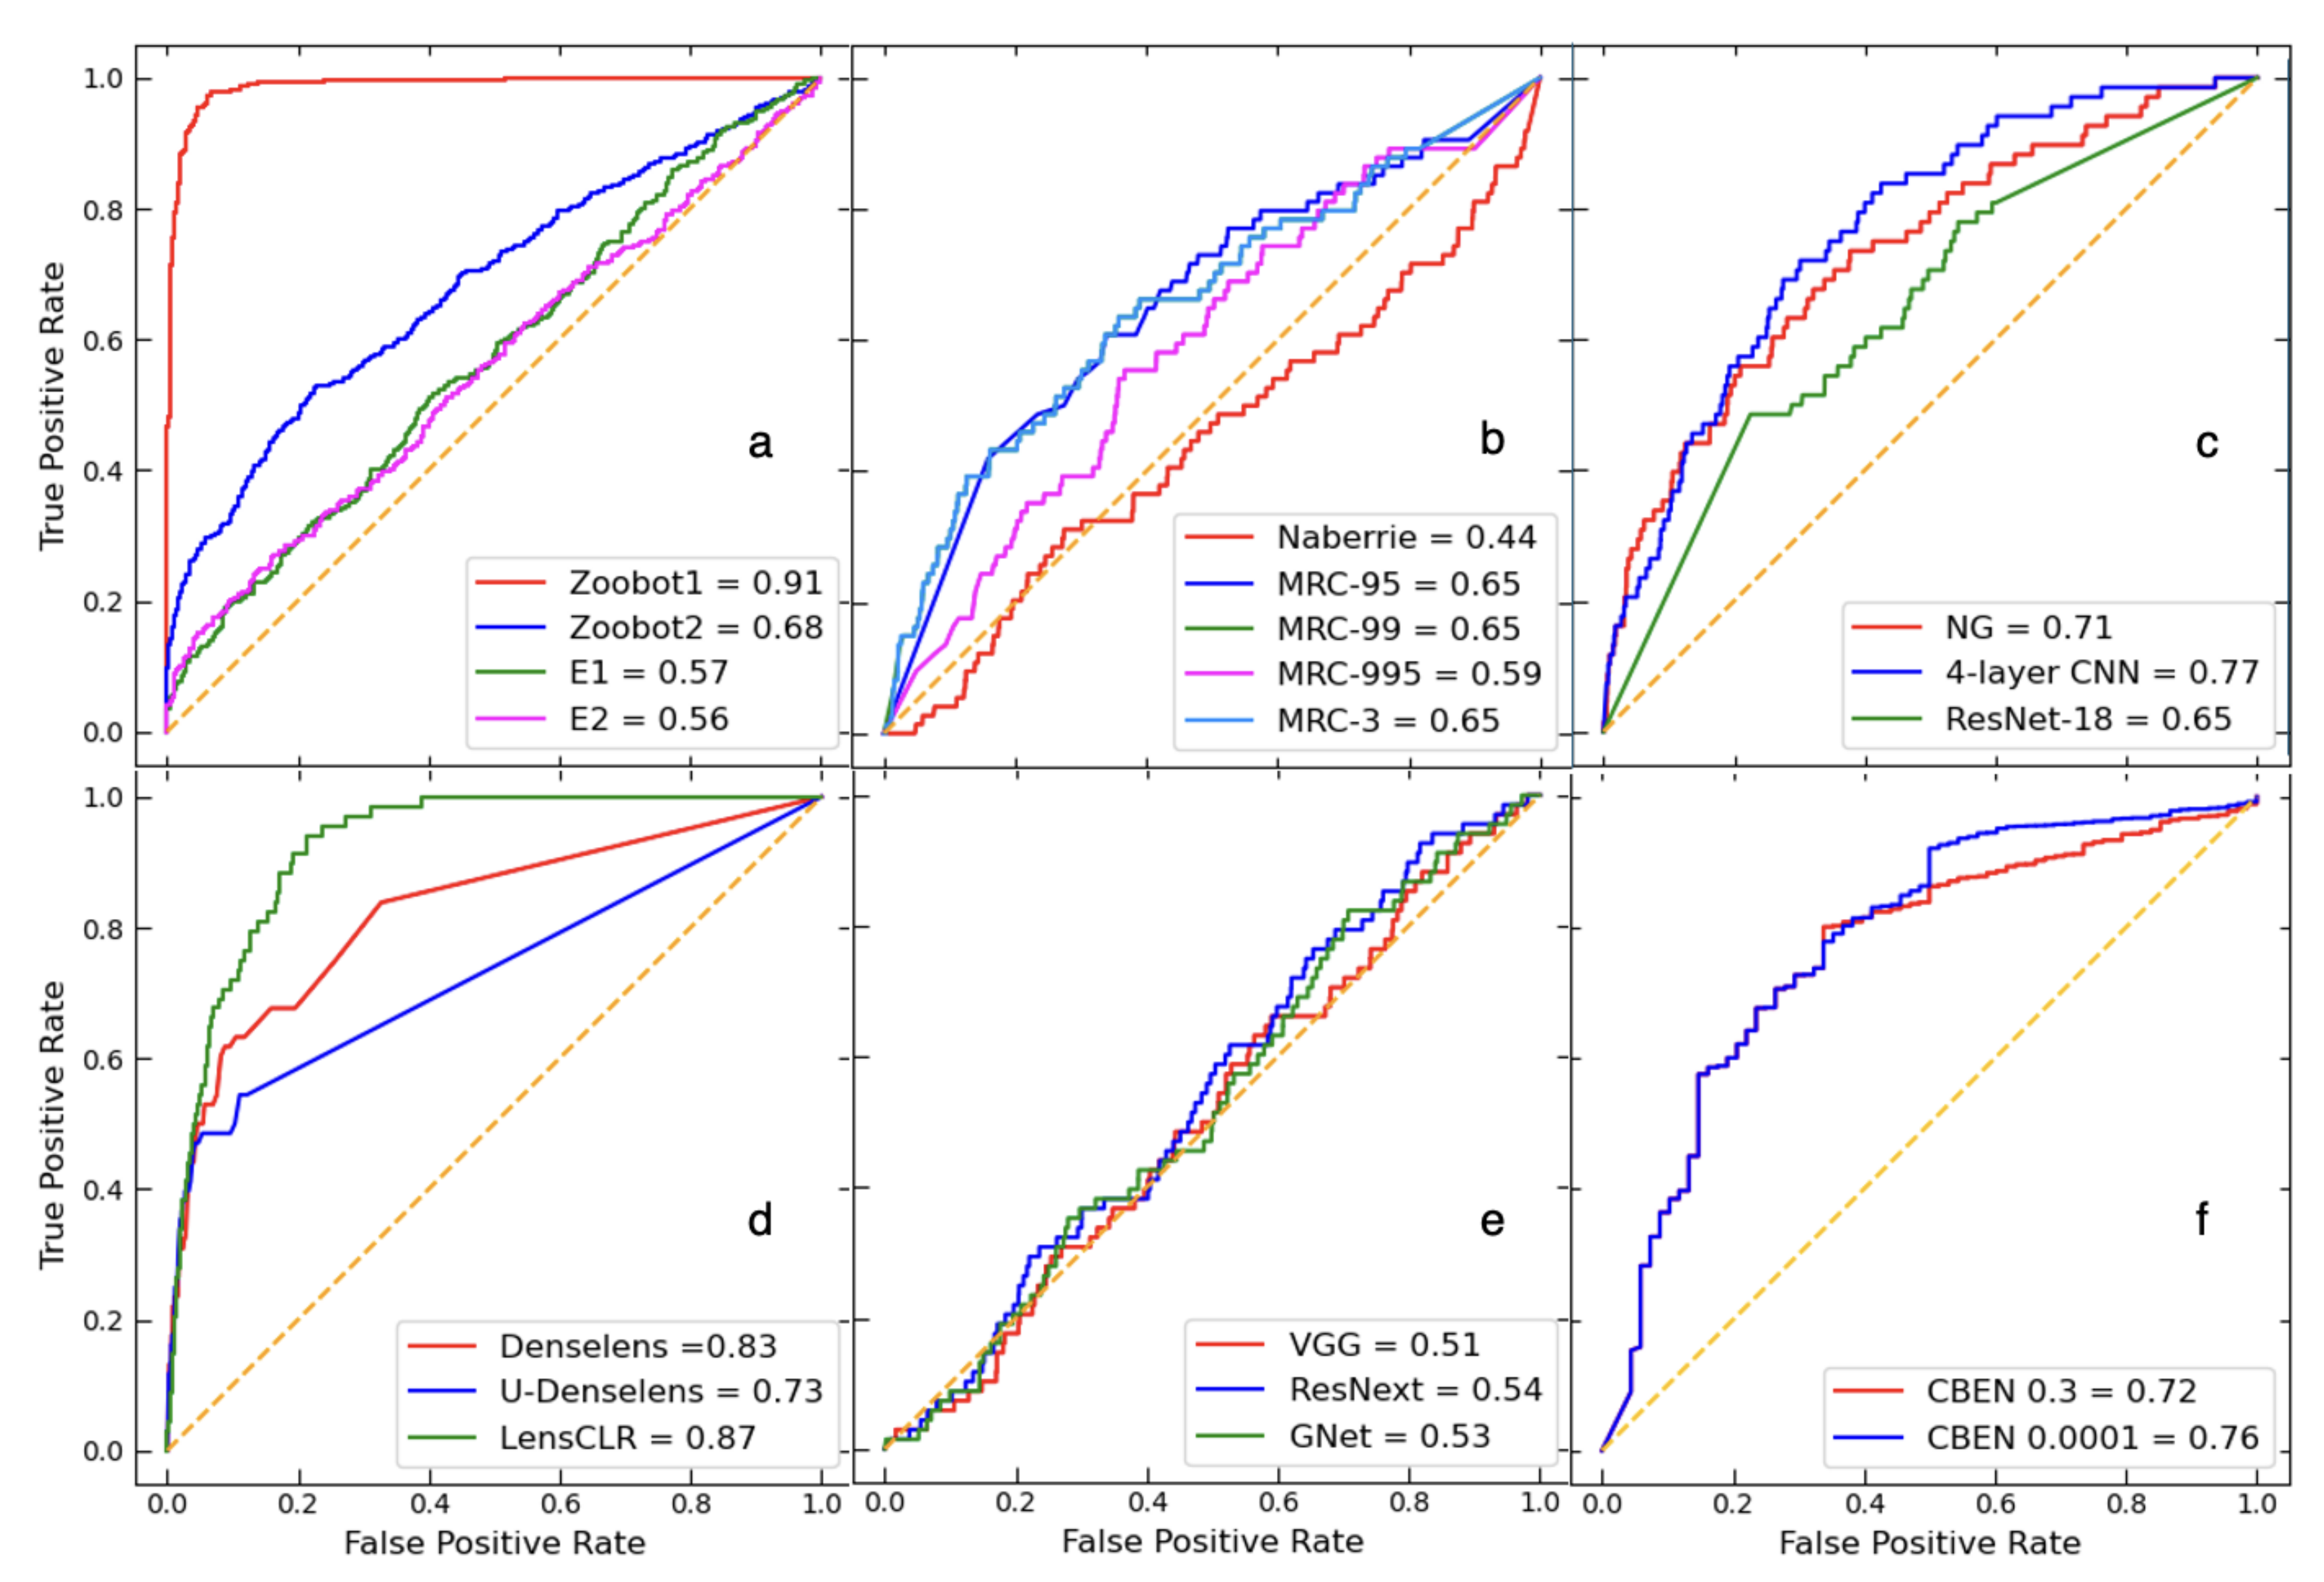 1.0
0.8
0.6
0.4
0.2
0.0
True Positive Rate
a
Zoobot1 = 0.91
Zoobot2 = 0.68
E1 = 0.57
E2 = 0.56
b
Naberrie = 0.44
MRC-95 = 0.65
MRC-99 = 0.65
MRC-995 = 0.59
MRC-3 = 0.65
c
NG = 0.71
4-layer CNN = 0.77
ResNet-18 = 0.65
1.0
0.8
0.6
0.4
0.2
0.0
True Positive Rate
d
Denselens =0.83
U-Denselens = 0.73
LensCLR = 0.87
0.0 0.2 0.4 0.6 0.8 1.0
False Positive Rate
e
VGG = 0.51
ResNext = 0.54
GNet = 0.53
0.0 0.2 0.4 0.6 0.8 1.0
False Positive Rate
f
CBEN 0.3 = 0.72
CBEN 0.0001 = 0.76
0.0 0.2 0.4 0.6 0.8 1.0
False Positive Rate